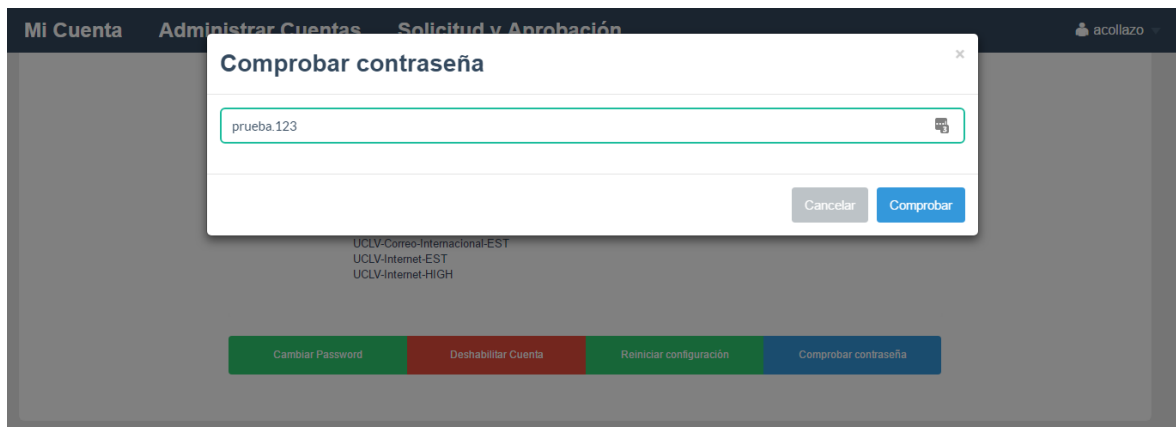 Mi Cuenta Administrar Cuentas Solicitud y Aprobación acollazo
Comprobar contraseña ×
prueba.123 3
Cancelar Comprobar
UCLV-Correo-Internacional-EST
UCLV-Internet-EST
UCLV-Internet-HIGH
Cambiar Password Deshabilitar Cuenta Reiniciar configuración Comprobar contraseña